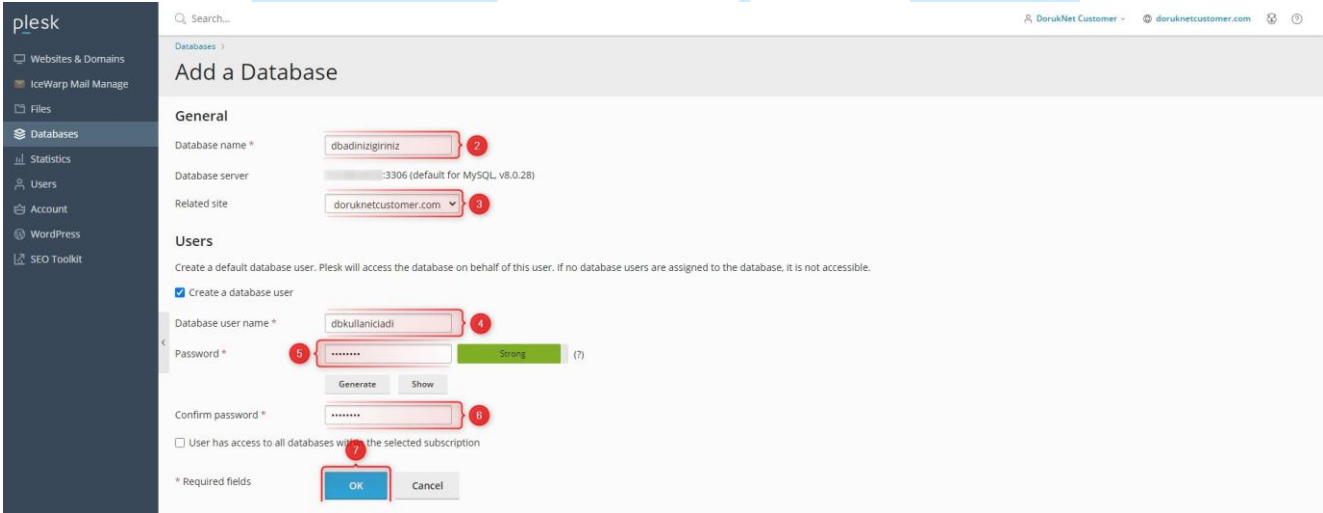 plesk
Search...
DorukNet Customer
doruknetcustomer.com
Websites & Domains
IceWarp Mail Manage
Files
Databases
Statistics
Users
Account
WordPress
SEO Toolkit
Databases
Add a Database
General
Database name *
dbadinizigiriniz
2
Database server
:3306 (default for MySQL, v8.0.28)
Related site
doruknetcustomer.com
3
Users
Create a default database user. Plesk will access the database on behalf of this user. If no database users are assigned to the database, it is not accessible.
Create a database user
Database user name *
dbkullaniciadi
4
Password *
5
••••••••
Strong
(?)
Generate
Show
Confirm password *
••••••••
6
User has access to all databases within the selected subscription
7
* Required fields
OK
Cancel